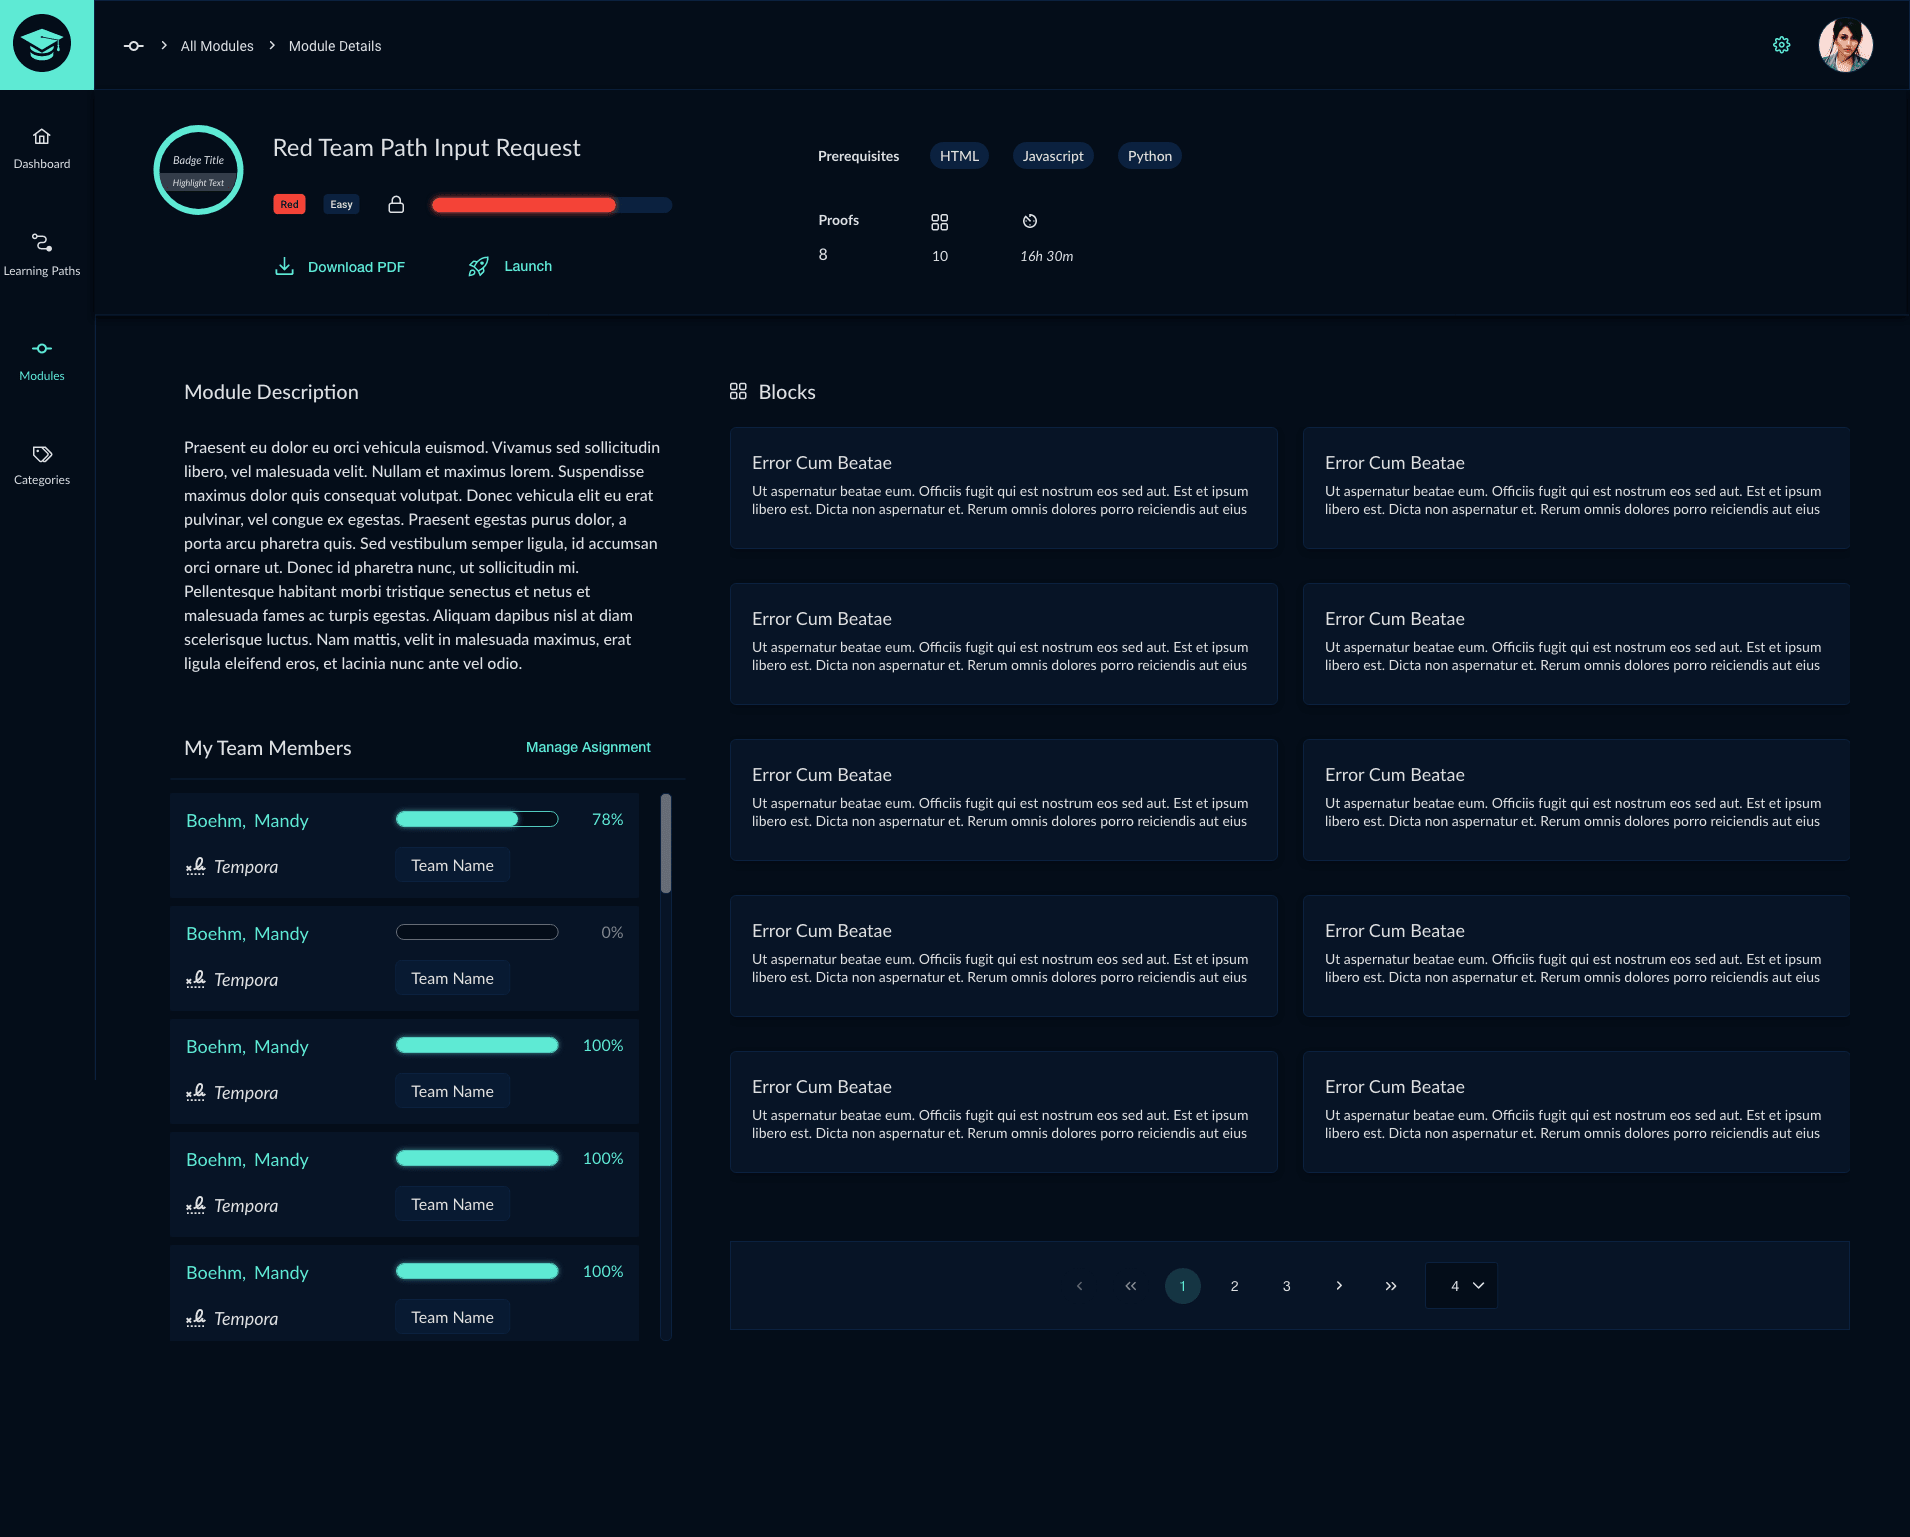 All Modules
Module Details
Dashboard
Learning Paths
Modules
Categories
Badge Title
Highlight Text
Red Team Path Input Request
Red
Easy
Download PDF
Launch
Prerequisites
HTML
Javascript
Python
Proofs
8
10
16h 30m
Module Description
Praesent eu dolor eu orci vehicula euismod. Vivamus sed sollicitudin
libero, vel malesuada velit. Nullam et maximus lorem. Suspendisse
maximus dolor quis consequat volutpat. Donec vehicula elit eu erat
pulvinar, vel congue ex egestas. Praesent egestas purus dolor, a
porta arcu pharetra quis. Sed vestibulum semper ligula, id accumsan
orci ornare ut. Donec id pharetra nunc, ut sollicitudin mi.
Pellentesque habitant morbi tristique senectus et netus et
malesuada fames ac turpis egestas. Aliquam dapibus nisl at diam
scelerisque luctus. Nam mattis, velit in malesuada maximus, erat
ligula eleifend eros, et lacinia nunc ante vel odio.
My Team Members
Manage Asignment
Boehm, Mandy
78%
Tempora
Team Name
Boehm, Mandy
0%
Tempora
Team Name
Boehm, Mandy
100%
Tempora
Team Name
Boehm, Mandy
100%
Tempora
Team Name
Boehm, Mandy
100%
Tempora
Team Name
Blocks
Error Cum Beatae
Ut aspernatur beatae eum. Officiis fugit qui est nostrum eos sed aut. Est et ipsum
libero est. Dicta non aspernatur et. Rerum omnis dolores porro reiciendis aut eius
Error Cum Beatae
Ut aspernatur beatae eum. Officiis fugit qui est nostrum eos sed aut. Est et ipsum
libero est. Dicta non aspernatur et. Rerum omnis dolores porro reiciendis aut eius
Error Cum Beatae
Ut aspernatur beatae eum. Officiis fugit qui est nostrum eos sed aut. Est et ipsum
libero est. Dicta non aspernatur et. Rerum omnis dolores porro reiciendis aut eius
Error Cum Beatae
Ut aspernatur beatae eum. Officiis fugit qui est nostrum eos sed aut. Est et ipsum
libero est. Dicta non aspernatur et. Rerum omnis dolores porro reiciendis aut eius
Error Cum Beatae
Ut aspernatur beatae eum. Officiis fugit qui est nostrum eos sed aut. Est et ipsum
libero est. Dicta non aspernatur et. Rerum omnis dolores porro reiciendis aut eius
Error Cum Beatae
Ut aspernatur beatae eum. Officiis fugit qui est nostrum eos sed aut. Est et ipsum
libero est. Dicta non aspernatur et. Rerum omnis dolores porro reiciendis aut eius
Error Cum Beatae
Ut aspernatur beatae eum. Officiis fugit qui est nostrum eos sed aut. Est et ipsum
libero est. Dicta non aspernatur et. Rerum omnis dolores porro reiciendis aut eius
Error Cum Beatae
Ut aspernatur beatae eum. Officiis fugit qui est nostrum eos sed aut. Est et ipsum
libero est. Dicta non aspernatur et. Rerum omnis dolores porro reiciendis aut eius
Error Cum Beatae
Ut aspernatur beatae eum. Officiis fugit qui est nostrum eos sed aut. Est et ipsum
libero est. Dicta non aspernatur et. Rerum omnis dolores porro reiciendis aut eius
Error Cum Beatae
Ut aspernatur beatae eum. Officiis fugit qui est nostrum eos sed aut. Est et ipsum
libero est. Dicta non aspernatur et. Rerum omnis dolores porro reiciendis aut eius
1 2 3 4